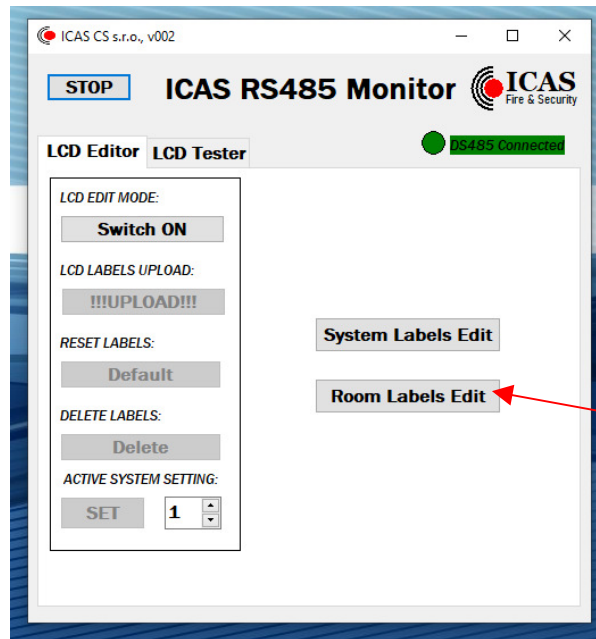 ICAS CS s.r.o., v002
STOP
ICAS RS485 Monitor
ICAS
Fire & Security
LCD Editor
LCD Tester
DS485 Connected
LCD EDIT MODE:
Switch ON
LCD LABELS UPLOAD:
!!!UPLOAD!!!
RESET LABELS:
Default
DELETE LABELS:
Delete
ACTIVE SYSTEM SETTING:
SET
1
System Labels Edit
Room Labels Edit